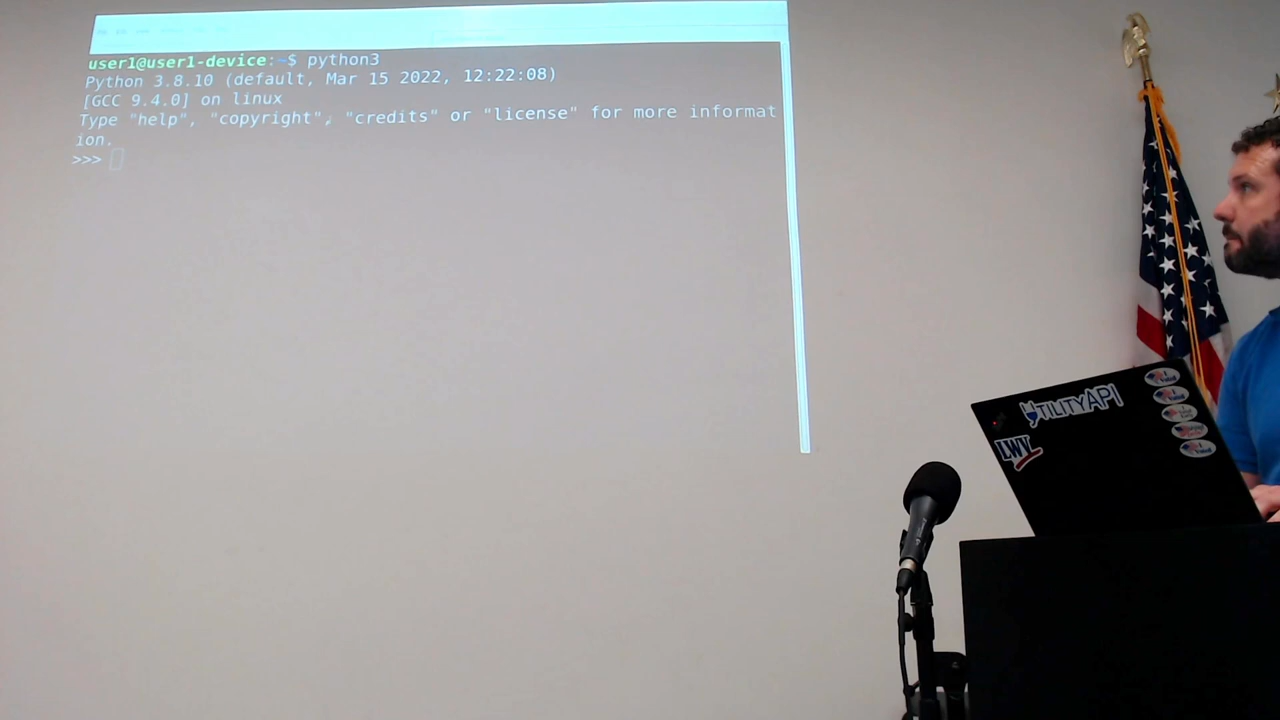 user1@user1-device:~$ python3
Python 3.8.10 (default, Mar 15 2022, 12:22:08)
[GCC 9.4.0] on linux
Type "help", "copyright", "credits" or "license" for more informat
ion.
>>>
UTILITYAPI
LWV